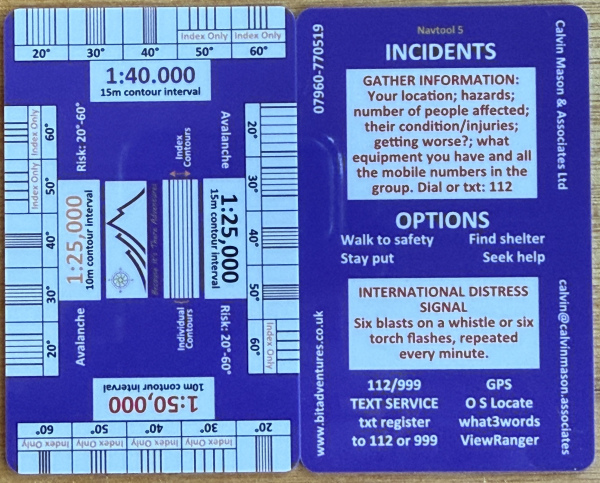 20° 30° 40° 50° 60°
Index Only Index Only
1:40.000
15m contour interval
60° 50° 40° 30° 20°
Index Only Index Only
Risk: 20°-60°
Avalanche
1:25,000
10m contour interval
Because It's There Adventures
Index
Contours
Individual
Contours
Avalanche
Risk: 20°-60°
1:25,000
15m contour interval
20° 30° 40° 50° 60°
Index Only
1:50,000
10m contour interval
20° 30° 40° 50° 60°
Index Only Index Only Index Only Index Only
Navtool 5
INCIDENTS
07960-770519
Calvin Mason & Associates Ltd
GATHER INFORMATION:
Your location; hazards;
number of people affected;
their condition/injuries;
getting worse?; what
equipment you have and all
the mobile numbers in the
group. Dial or txt: 112
OPTIONS
Walk to safety Find shelter
Stay put Seek help
www.bitadventures.co.uk
calvin@calvinmason.associates
INTERNATIONAL DISTRESS
SIGNAL
Six blasts on a whistle or six
torch flashes, repeated
every minute.
112/999 GPS
TEXT SERVICE O S Locate
txt register what3words
to 112 or 999 ViewRanger